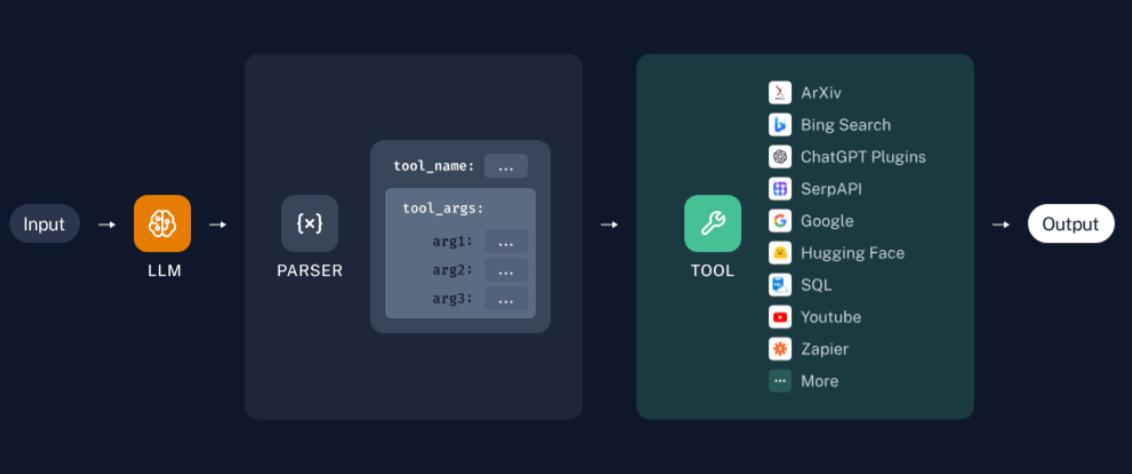 Input
LLM
{x}
PARSER
tool_name: ...
tool_args:
arg1: ...
arg2: ...
arg3: ...
TOOL
ArXiv
Bing Search
ChatGPT Plugins
SerpAPI
Google
Hugging Face
SQL
Youtube
Zapier
More
Output